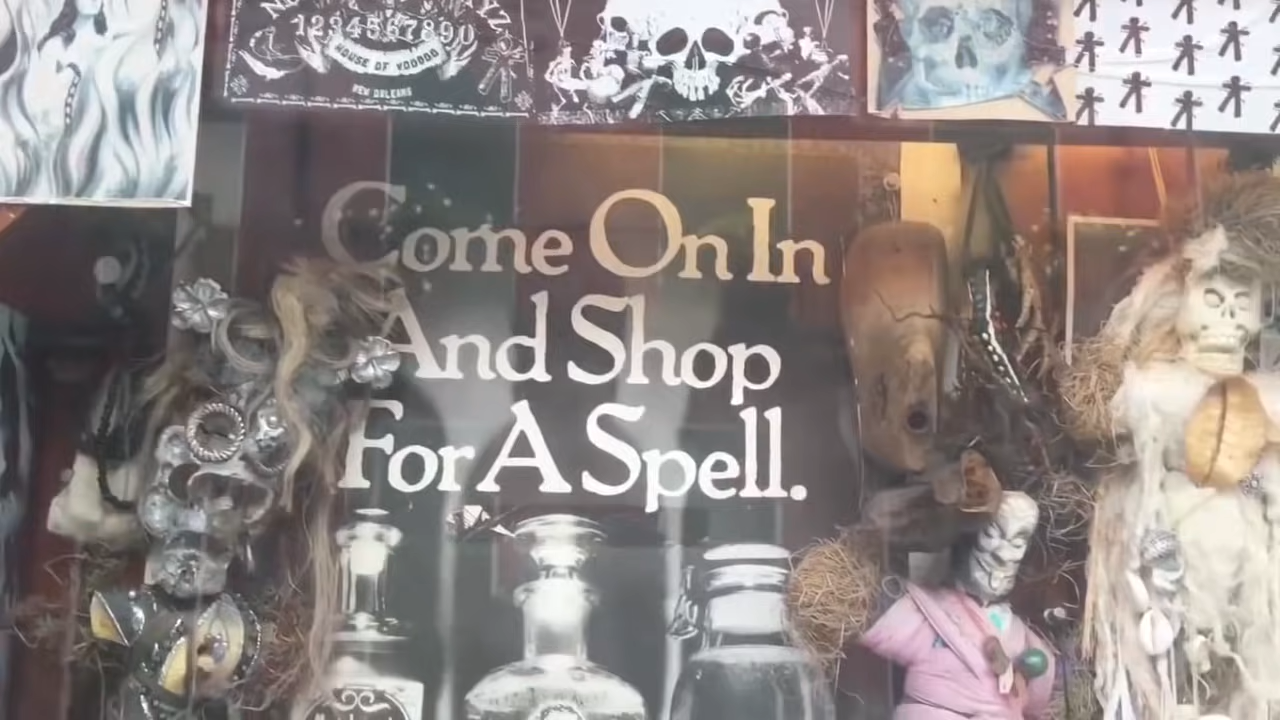 1234567890
HOUSE OF VOODOO
NEW ORLEANS
Come On In
And Shop
For A Spell.